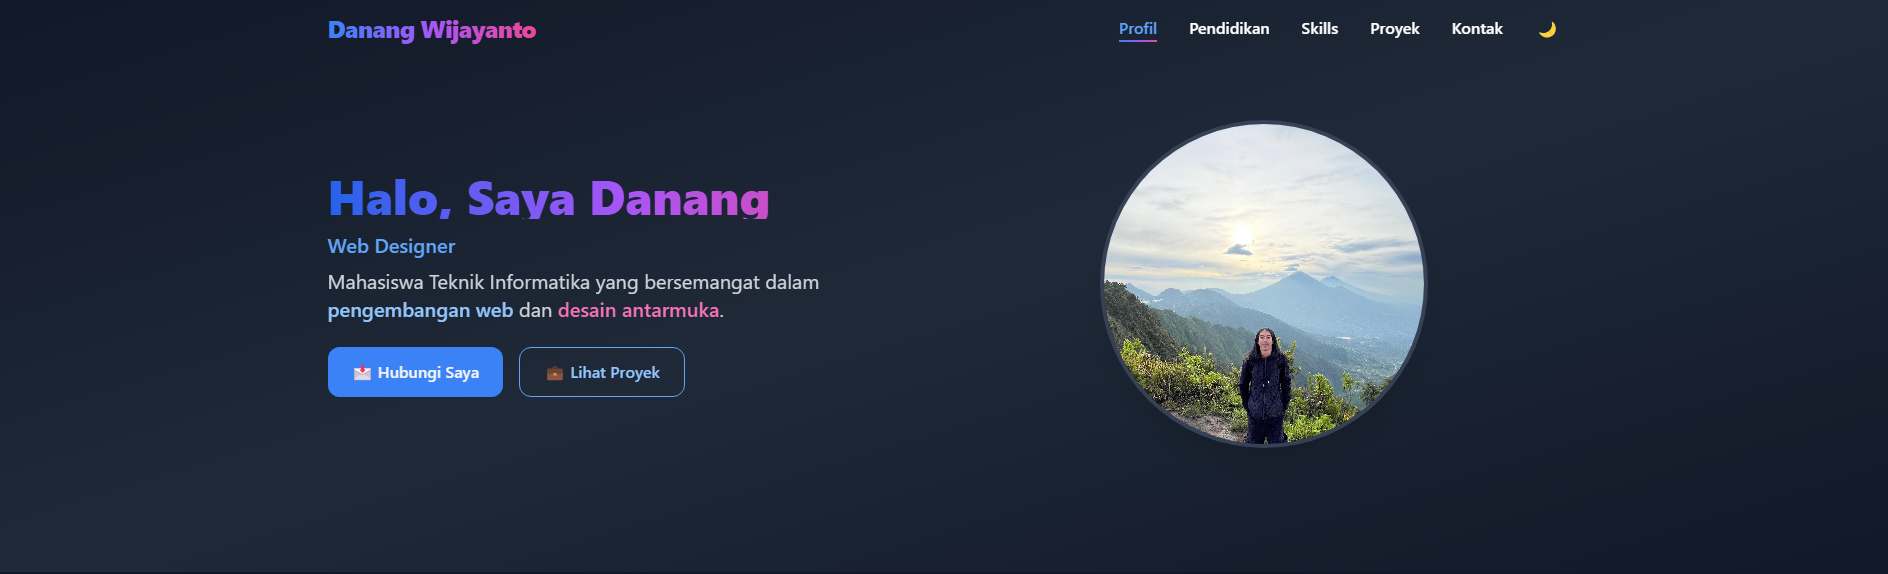 Danang Wijayanto
Profil Pendidikan Skills Proyek Kontak
Halo, Saya Danang
Web Designer
Mahasiswa Teknik Informatika yang bersemangat dalam
pengembangan web dan desain antarmuka.
Hubungi Saya Lihat Proyek